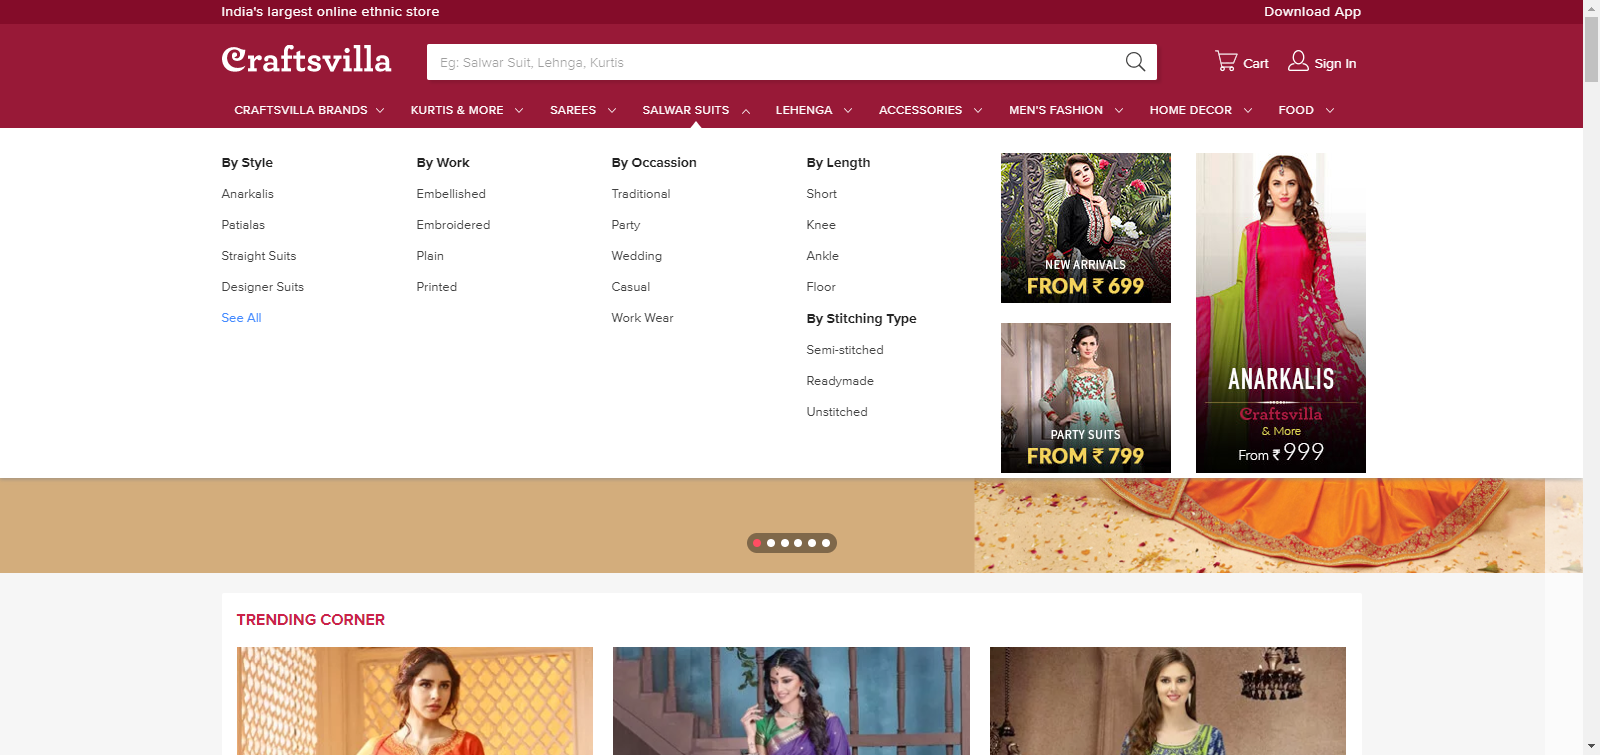 India's largest online ethnic store
Download App
Craftsvilla
Eg: Salwar Suit, Lehnga, Kurtis
Cart
Sign In
CRAFTSVILLA BRANDS
KURTIS & MORE
SAREES
SALWAR SUITS
LEHENGA
ACCESSORIES
MEN'S FASHION
HOME DECOR
FOOD
By Style
Anarkalis
Patialas
Straight Suits
Designer Suits
See All
By Work
Embellished
Embroidered
Plain
Printed
By Occassion
Traditional
Party
Wedding
Casual
Work Wear
By Length
Short
Knee
Ankle
Floor
By Stitching Type
Semi-stitched
Readymade
Unstitched
NEW ARRIVALS
FROM ₹ 699
PARTY SUITS
FROM ₹ 799
ANARKALIS
Craftsvilla
& More
From ₹ 999
TRENDING CORNER